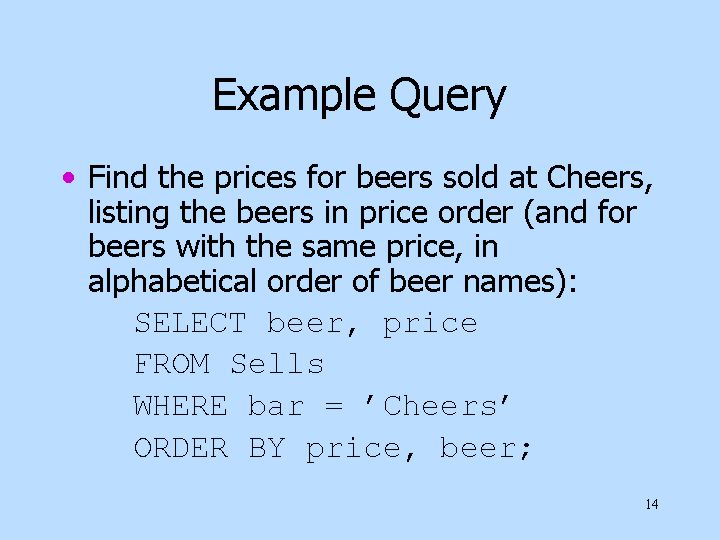 Example Query
• Find the prices for beers sold at Cheers,
listing the beers in price order (and for
beers with the same price, in
alphabetical order of beer names):
SELECT beer, price
FROM Sells
WHERE bar = ’Cheers’
ORDER BY price, beer;
14